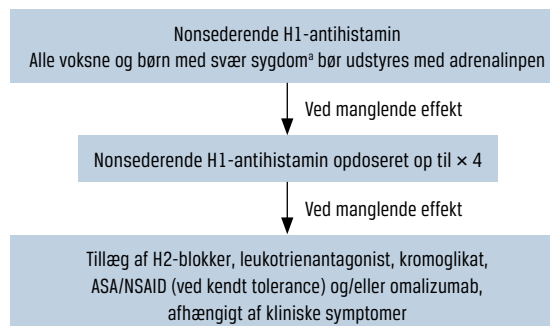 Nonsederende H1-antihistamin
Alle voksne og børn med svær sygdomᵃ bør udstyres med adrenalinpen
Ved manglende effekt
Nonsederende H1-antihistamin opdoseret op til × 4
Ved manglende effekt
Tillæg af H2-blokker, leukotrienantagonist, kromoglikat,
ASA/NSAID (ved kendt tolerance) og/eller omalizumab,
afhængigt af kliniske symptomer